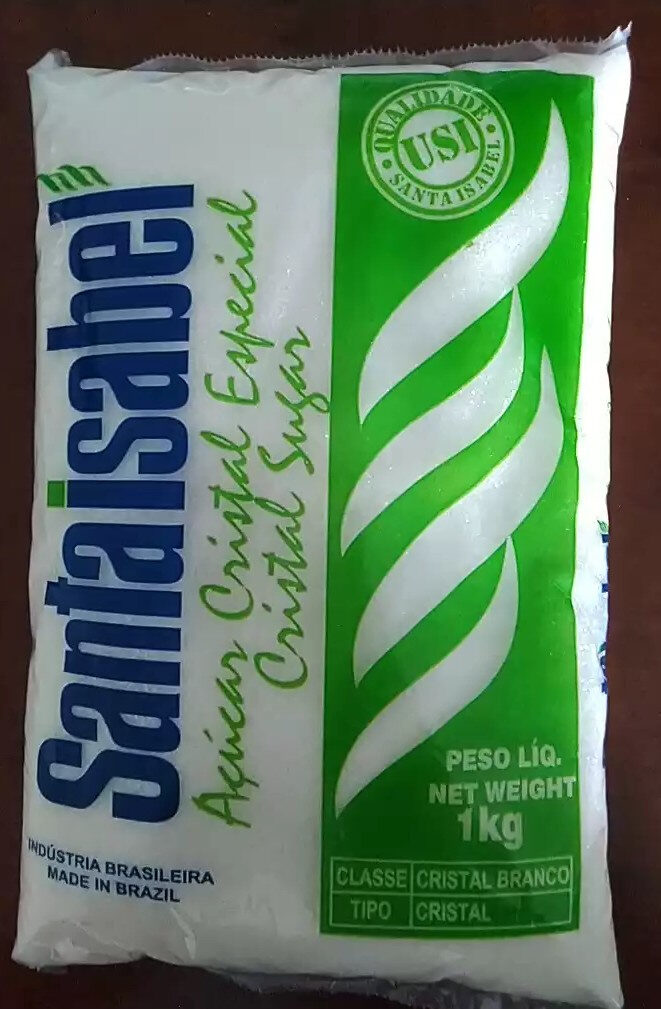 QUALIDADE
USI
SANTA ISABEL
Santaisabel
Açúcar Cristal Especial
Cristal Sugar
INDÚSTRIA BRASILEIRA
MADE IN BRAZIL
PESO LÍQ.
NET WEIGHT
1kg
CLASSE CRISTAL BRANCO
TIPO CRISTAL